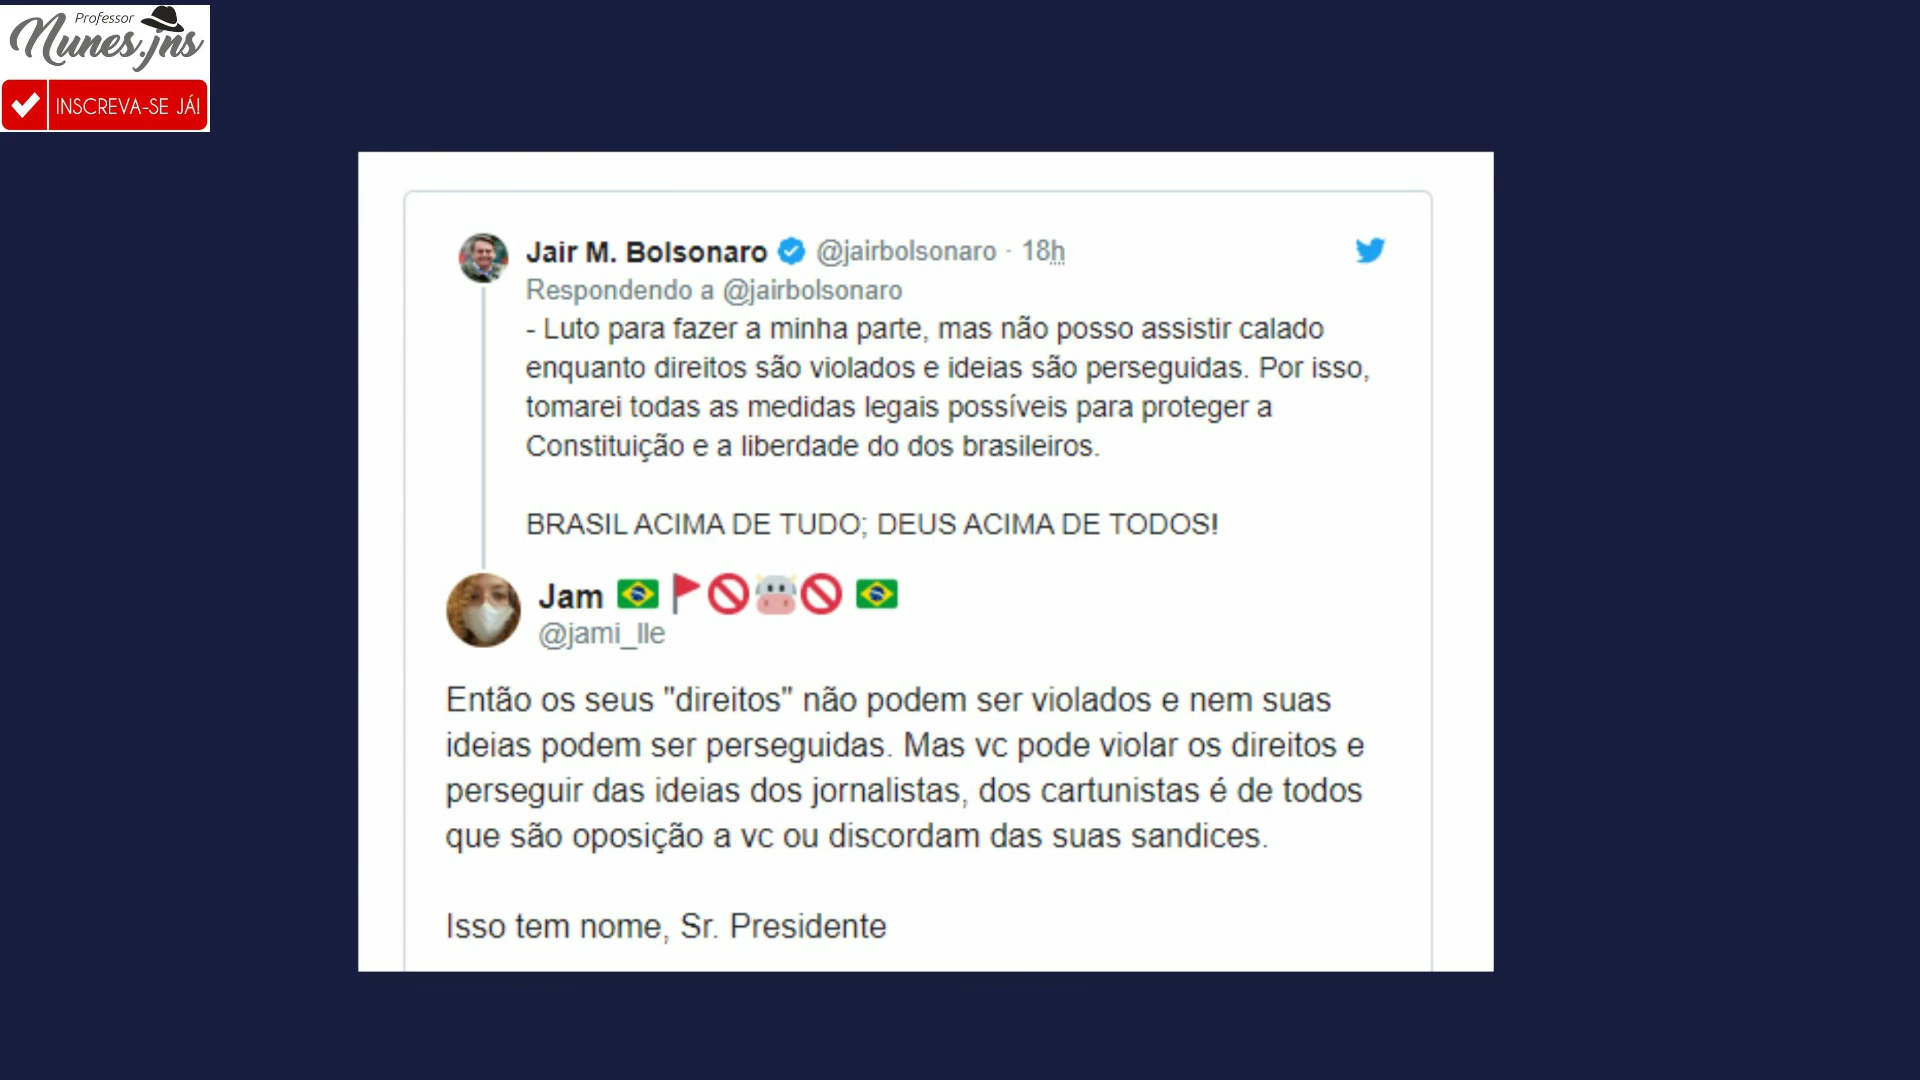 Professor
Nunes.jns
INSCREVA-SE JÁ!
Jair M. Bolsonaro @jairbolsonaro · 18h
Respondendo a @jairbolsonaro
- Luto para fazer a minha parte, mas não posso assistir calado
enquanto direitos são violados e ideias são perseguidas. Por isso,
tomarei todas as medidas legais possíveis para proteger a
Constituição e a liberdade do dos brasileiros.
BRASIL ACIMA DE TUDO; DEUS ACIMA DE TODOS!
Jam 🇧🇷 🚩🚫🐮🚫 🇧🇷
@jami_lle
Então os seus "direitos" não podem ser violados e nem suas
ideias podem ser perseguidas. Mas vc pode violar os direitos e
perseguir das ideias dos jornalistas, dos cartunistas é de todos
que são oposição a vc ou discordam das suas sandices.
Isso tem nome, Sr. Presidente